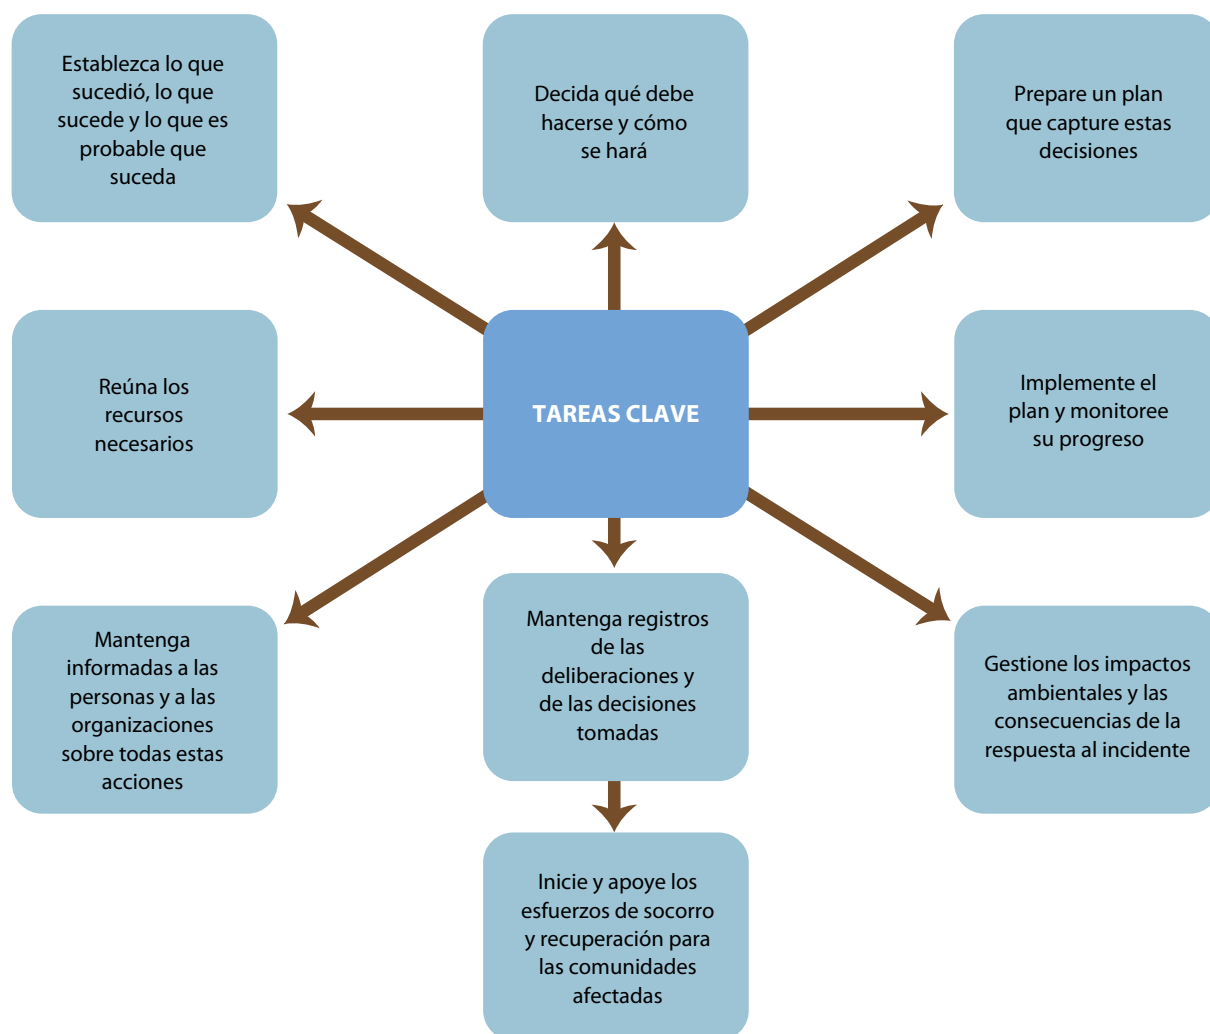 Establezca lo que
sucedió, lo que
sucede y lo que es
probable que
suceda
Decida qué debe
hacerse y cómo
se hará
Prepare un plan
que capture estas
decisiones
Reúna los
recursos
necesarios
TAREAS CLAVE
Implemente el
plan y monitoree
su progreso
Mantenga
informadas a las
personas y a las
organizaciones
sobre todas estas
acciones
Mantenga registros
de las
deliberaciones y
de las decisiones
tomadas
Gestione los impactos
ambientales y las
consecuencias de la
respuesta al incidente
Inicie y apoye los
esfuerzos de socorro
y recuperación para
las comunidades
afectadas